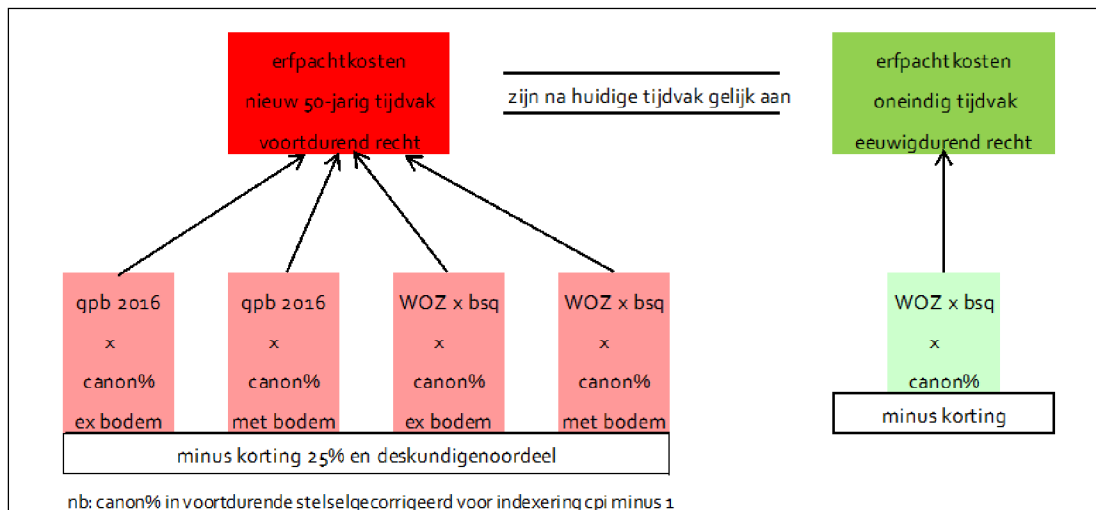 erfpachtkosten
nieuw 50-jarig tijdvak
voortdurend recht
zijn na huidige tijdvak gelijk aan
erfpachtkosten
oneindig tijdvak
eeuwigdurend recht
qpb 2016
x
canon%
ex bodem
qpb 2016
x
canon%
met bodem
WOZ x bsq
x
canon%
ex bodem
WOZ x bsq
x
canon%
met bodem
minus korting 25% en deskundigenoordeel
WOZ x bsq
x
canon%
minus korting
nb: canon% in voortdurende stelselgecorrigeerd voor indexering cpi minus 1